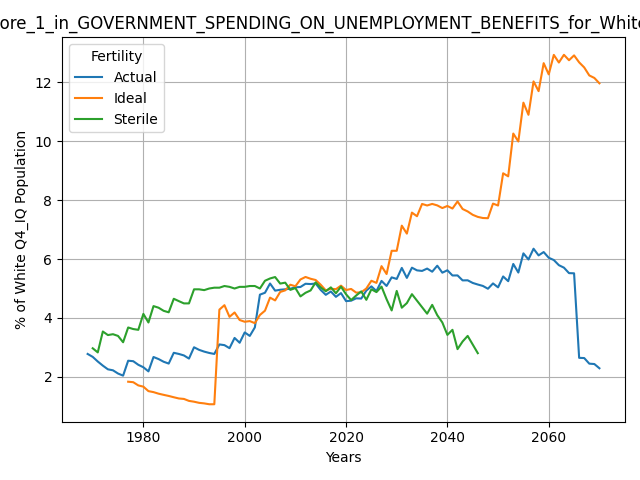 ore_1_in_GOVERNMENT_SPENDING_ON_UNEMPLOYMENT_BENEFITS_for_White
Fertility
Actual
Ideal
Sterile
% of White Q4_IQ Population
12
10
8
6
4
2
1980 2000 2020 2040 2060
Years